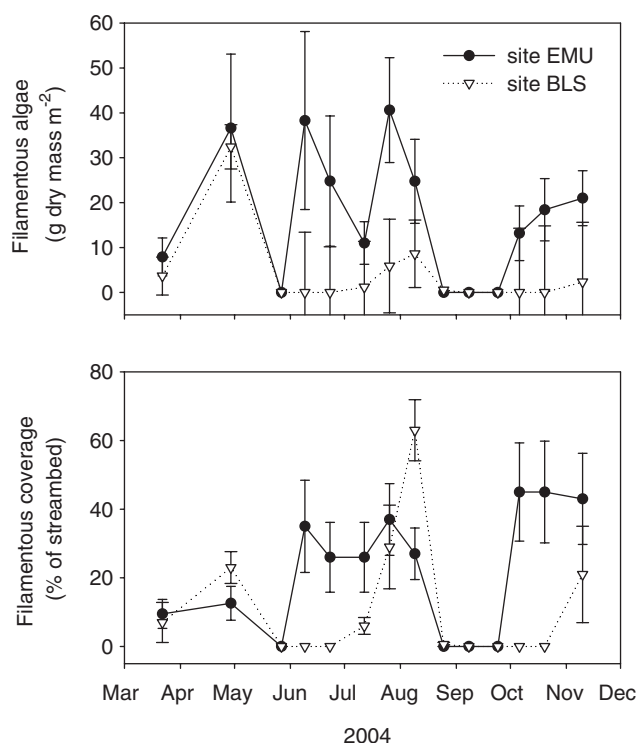 60
50
40
30
20
10
0
Filamentous algae
(g dry mass m⁻²)
site EMU
site BLS
80
60
40
20
0
Filamentous coverage
(% of streambed)
Mar Apr May Jun Jul Aug Sep Oct Nov Dec
2004